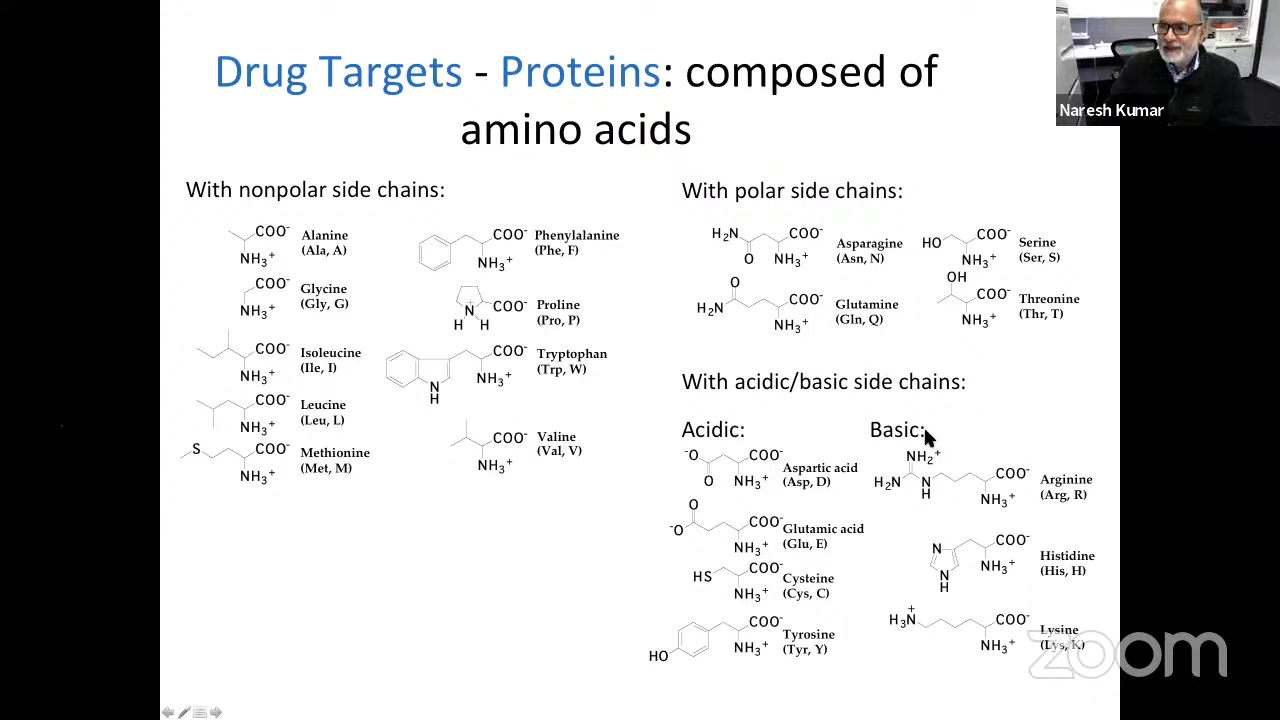 Drug Targets - Proteins: composed of
amino acids
Naresh Kumar
With nonpolar side chains:
COO⁻
NH₃⁺
Alanine
(Ala, A)
COO⁻
NH₃⁺
Glycine
(Gly, G)
COO⁻
NH₃⁺
Isoleucine
(Ile, I)
COO⁻
NH₃⁺
Leucine
(Leu, L)
S
COO⁻
NH₃⁺
Methionine
(Met, M)
COO⁻
NH₃⁺
Phenylalanine
(Phe, F)
COO⁻
N⁺
H H
Proline
(Pro, P)
COO⁻
NH₃⁺
N
H
Tryptophan
(Trp, W)
COO⁻
NH₃⁺
Valine
(Val, V)
With polar side chains:
H₂N
O
COO⁻
NH₃⁺
Asparagine
(Asn, N)
O
H₂N
COO⁻
NH₃⁺
Glutamine
(Gln, Q)
HO
COO⁻
NH₃⁺
Serine
(Ser, S)
OH
COO⁻
NH₃⁺
Threonine
(Thr, T)
With acidic/basic side chains:
Acidic:
⁻O
O
COO⁻
NH₃⁺
Aspartic acid
(Asp, D)
O
⁻O
COO⁻
NH₃⁺
Glutamic acid
(Glu, E)
HS
COO⁻
NH₃⁺
Cysteine
(Cys, C)
HO
COO⁻
NH₃⁺
Tyrosine
(Tyr, Y)
Basic:
NH₂⁺
H₂N
N
H
COO⁻
NH₃⁺
Arginine
(Arg, R)
N
NH
COO⁻
NH₃⁺
Histidine
(His, H)
H₃N⁺
COO⁻
NH₃⁺
Lysine
(Lys, K)
zoom